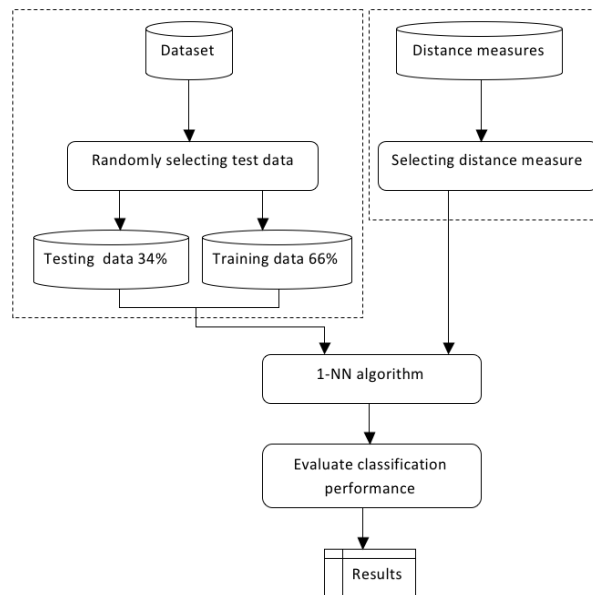 Dataset
Distance measures
Randomly selecting test data
Selecting distance measure
Testing data 34%
Training data 66%
1-NN algorithm
Evaluate classification
performance
Results